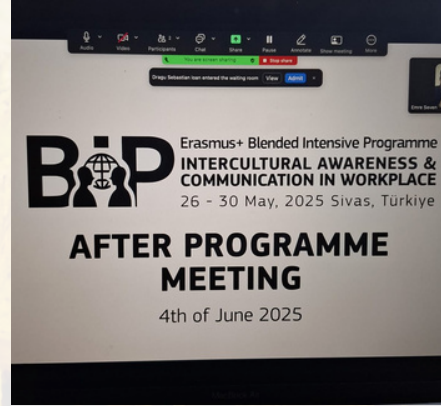 Audio
Video
Participants
Chat
Share
Pause
Annotate
Show meeting
More
You are screen sharing
Stop share
Dragu Sebastian Ioan entered the waiting room
View
Admit
BiP
Erasmus+ Blended Intensive Programme
INTERCULTURAL AWARENESS &
COMMUNICATION IN WORKPLACE
26 - 30 May, 2025 Sivas, Türkiye
AFTER PROGRAMME
MEETING
4th of June 2025